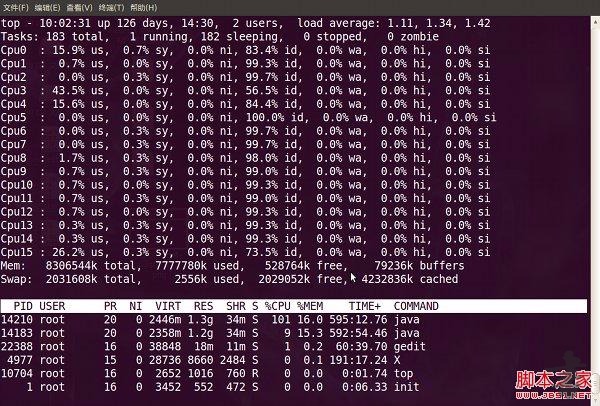 文件(F) 编辑(E) 查看(V) 终端(T) 帮助(H)
top - 10:02:31 up 126 days, 14:30,  2 users,  load average: 1.11, 1.34, 1.42
Tasks: 183 total,   1 running, 182 sleeping,   0 stopped,   0 zombie
Cpu0  : 15.9% us,  0.7% sy,  0.0% ni, 83.4% id,  0.0% wa,  0.0% hi,  0.0% si
Cpu1  :  0.7% us,  0.0% sy,  0.0% ni, 99.3% id,  0.0% wa,  0.0% hi,  0.0% si
Cpu2  :  0.0% us,  0.3% sy,  0.0% ni, 99.7% id,  0.0% wa,  0.0% hi,  0.0% si
Cpu3  : 43.5% us,  0.0% sy,  0.0% ni, 56.5% id,  0.0% wa,  0.0% hi,  0.0% si
Cpu4  : 15.6% us,  0.0% sy,  0.0% ni, 84.4% id,  0.0% wa,  0.0% hi,  0.0% si
Cpu5  :  0.0% us,  0.0% sy,  0.0% ni, 100.0% id,  0.0% wa,  0.0% hi,  0.0% si
Cpu6  :  0.0% us,  0.3% sy,  0.0% ni, 99.7% id,  0.0% wa,  0.0% hi,  0.0% si
Cpu7  :  0.0% us,  0.3% sy,  0.0% ni, 99.7% id,  0.0% wa,  0.0% hi,  0.0% si
Cpu8  :  1.7% us,  0.3% sy,  0.0% ni, 98.0% id,  0.0% wa,  0.0% hi,  0.0% si
Cpu9  :  0.7% us,  0.0% sy,  0.0% ni, 99.3% id,  0.0% wa,  0.0% hi,  0.0% si
Cpu10 :  0.7% us,  0.0% sy,  0.0% ni, 99.3% id,  0.0% wa,  0.0% hi,  0.0% si
Cpu11 :  0.7% us,  0.0% sy,  0.0% ni, 99.3% id,  0.0% wa,  0.0% hi,  0.0% si
Cpu12 :  0.7% us,  0.3% sy,  0.0% ni, 99.3% id,  0.0% wa,  0.0% hi,  0.0% si
Cpu13 :  0.3% us,  0.3% sy,  0.0% ni, 99.3% id,  0.0% wa,  0.0% hi,  0.0% si
Cpu14 :  0.3% us,  0.3% sy,  0.0% ni, 99.3% id,  0.0% wa,  0.0% hi,  0.0% si
Cpu15 : 26.2% us,  0.3% sy,  0.0% ni, 73.5% id,  0.0% wa,  0.0% hi,  0.0% si
Mem:   8306544k total,  7777780k used,   528764k free,    79236k buffers
Swap:  2031608k total,     2556k used,  2029052k free,  4232836k cached
PID USER      PR  NI  VIRT  RES  SHR S %CPU %MEM    TIME+  COMMAND
14210 root      20   0 2446m 1.3g  34m S  101 16.0 595:12.76 java
14183 root      20   0 2358m 1.2g  34m S    9 15.3 592:54.46 java
22388 root      16   0 38848  18m  11m S    1  0.2  60:39.70 gedit
4977 root      15   0 28736 8660 2484 S    0  0.1 191:17.24 X
10704 root      16   0  2652 1016  760 R    0  0.0   0:01.74 top
1 root      16   0  3452  552  472 S    0  0.0   0:06.33 init
脚本之家
www.jb51.net